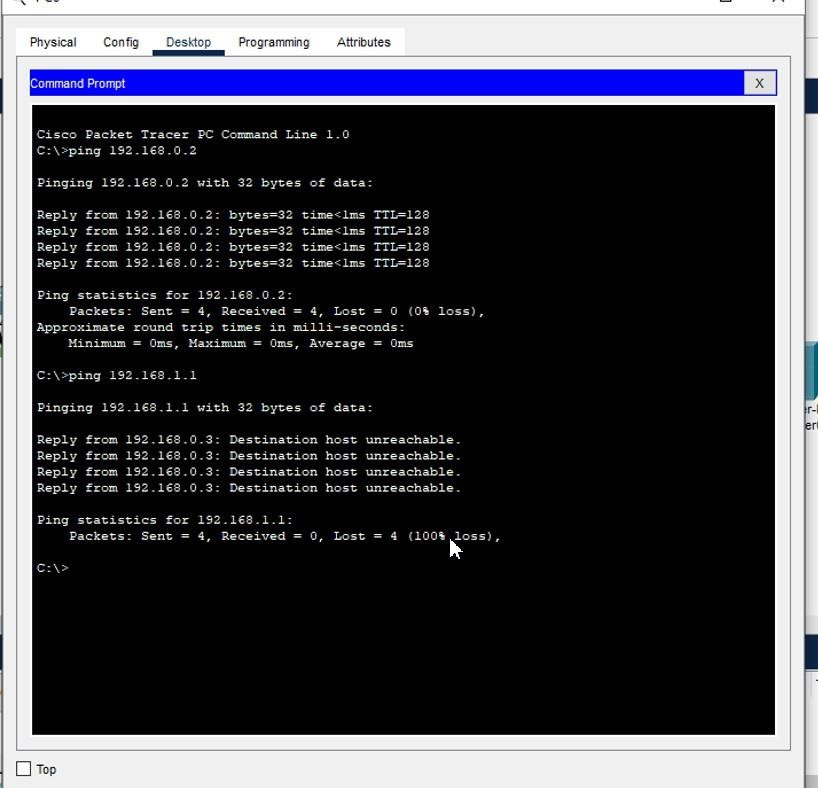 Physical Config Desktop Programming Attributes
Command Prompt X
Cisco Packet Tracer PC Command Line 1.0
C:\>ping 192.168.0.2
Pinging 192.168.0.2 with 32 bytes of data:
Reply from 192.168.0.2: bytes=32 time<1ms TTL=128
Reply from 192.168.0.2: bytes=32 time<1ms TTL=128
Reply from 192.168.0.2: bytes=32 time<1ms TTL=128
Reply from 192.168.0.2: bytes=32 time<1ms TTL=128
Ping statistics for 192.168.0.2:
Packets: Sent = 4, Received = 4, Lost = 0 (0% loss),
Approximate round trip times in milli-seconds:
Minimum = 0ms, Maximum = 0ms, Average = 0ms
C:\>ping 192.168.1.1
Pinging 192.168.1.1 with 32 bytes of data:
Reply from 192.168.0.3: Destination host unreachable.
Reply from 192.168.0.3: Destination host unreachable.
Reply from 192.168.0.3: Destination host unreachable.
Reply from 192.168.0.3: Destination host unreachable.
Ping statistics for 192.168.1.1:
Packets: Sent = 4, Received = 0, Lost = 4 (100% loss),
C:\>
Top